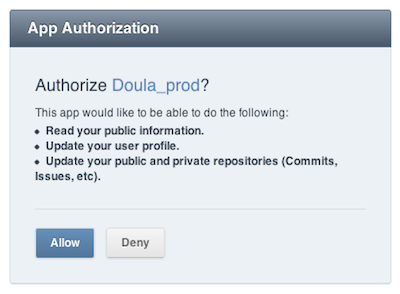 App Authorization
Authorize Doula_prod?
This app would like to be able to do the following:
• Read your public information.
• Update your user profile.
• Update your public and private repositories (Commits,
Issues, etc).
Allow Deny